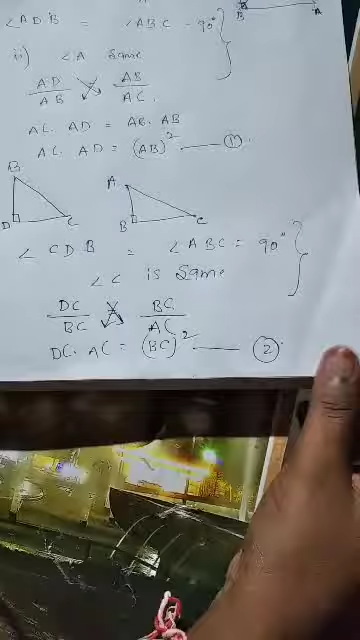 B A
∠ADB = ∠ABC - 90°
ii) ∠A Same
AD/AB AB/AC.
AC. AD = AB. AB
AC. AD = (AB)² —— ①.
B A
D C B C
∠CDB = ∠ABC = 90°
∠C is Same
DC/BC BC/AC
DC. AC = (BC)² —— ②.